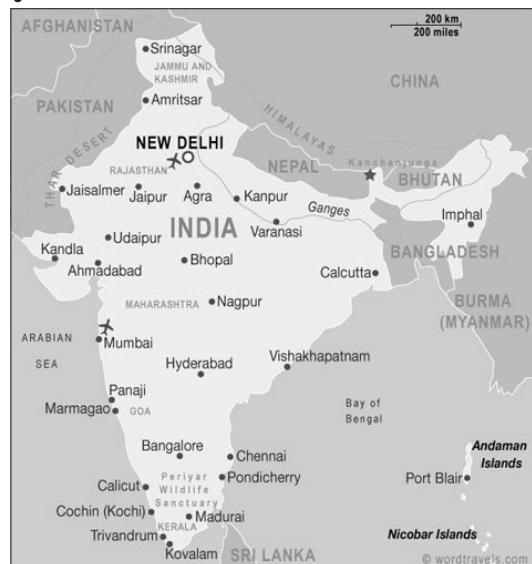 AFGHANISTAN
200 km
200 miles
Srinagar
JAMMU AND
KASHMIR
CHINA
PAKISTAN
Amritsar
HIMALAYAS
THAR DESERT
NEW DELHI
NEPAL
Kanchenjunga
RAJASTHAN
BHUTAN
Jaisalmer
Jaipur
Agra
Kanpur
Ganges
Imphal
Varanasi
INDIA
Udaipur
Kandla
BANGLADESH
Ahmadabad
Bhopal
Calcutta
MAHARASHTRA
Nagpur
BURMA
(MYANMAR)
ARABIAN
SEA
Mumbai
Vishakhapatnam
Hyderabad
Panaji
Marmagao
GOA
Bay of
Bengal
Bangalore
Chennai
Andaman
Islands
Periyar
Wildlife
Sanctuary
Pondicherry
Port Blair
Calicut
Cochin (Kochi)
Madurai
KERALA
Trivandrum
Kovalam
Nicobar Islands
SRI LANKA
© wordtravels.com